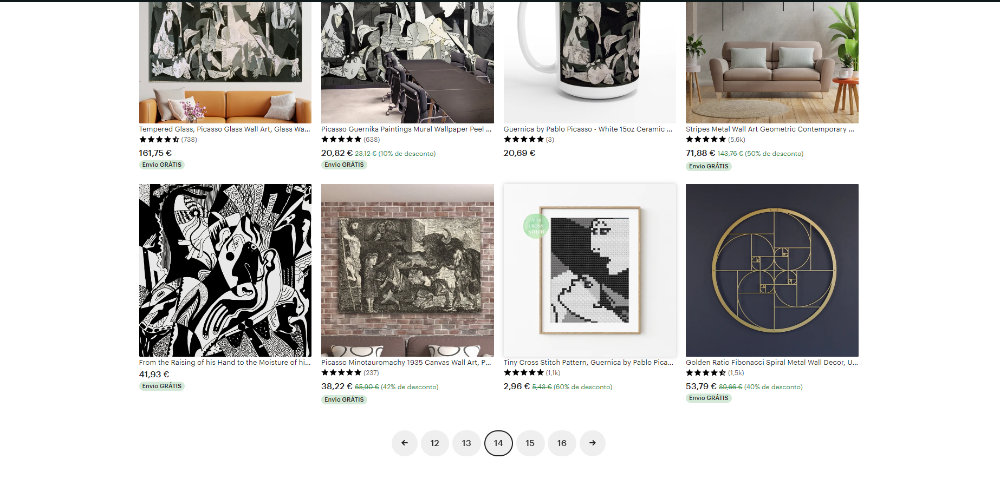 Tempered Glass, Picasso Glass Wall Art, Glass Wa...
(738)
161,75 €
Envio GRÁTIS
Picasso Guernika Paintings Mural Wallpaper Peel ...
(638)
20,82 € 23,12 € (10% de desconto)
Envio GRÁTIS
Guernica by Pablo Picasso - White 15oz Ceramic ...
(3)
20,69 €
Stripes Metal Wall Art Geometric Contemporary ...
(5,6k)
71,88 € 143,76 € (50% de desconto)
Envio GRÁTIS
From the Raising of his Hand to the Moisture of hi...
41,93 €
Envio GRÁTIS
Picasso Minotauromachy 1935 Canvas Wall Art, P...
(237)
38,22 € 65,90 € (42% de desconto)
Envio GRÁTIS
MINI
CROSS
STITCH
Tiny Cross Stitch Pattern, Guernica by Pablo Pica...
(1,1k)
2,96 € 5,43 € (60% de desconto)
Golden Ratio Fibonacci Spiral Metal Wall Decor, U...
(1,5k)
53,79 € 89,66 € (40% de desconto)
Envio GRÁTIS
12 13 14 15 16